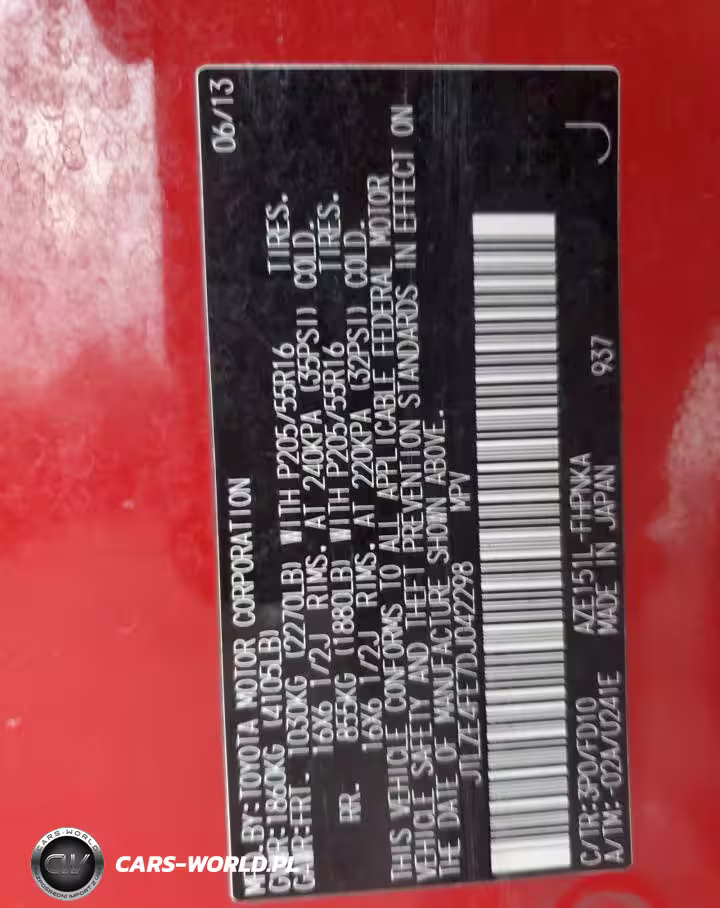 06/13
MFD.BY:TOYOTA MOTOR CORPORATION
GVWR:1860KG (4105LB)
GAWR:FRT. 1030KG (2270LB) WITH P205/55R16 TIRES.
16X6 1/2J RIMS. AT 240KPA (35PSI) COLD.
RR. 855KG (1880LB) WITH P205/55R16 TIRES.
16X6 1/2J RIMS. AT 220KPA (32PSI) COLD.
THIS VEHICLE CONFORMS TO ALL APPLICABLE FEDERAL MOTOR
VEHICLE SAFETY AND THEFT PREVENTION STANDARDS IN EFFECT ON
THE DATE OF MANUFACTURE SHOWN ABOVE.
JTLZE4FE7DJ042298 MPV
C/TR:3P0/FD10 AZE151L-FHPNKA J
A/TM:-02A/U241E MADE IN JAPAN 937
CARS-WORLD
CW
CARS-WORLD.PL